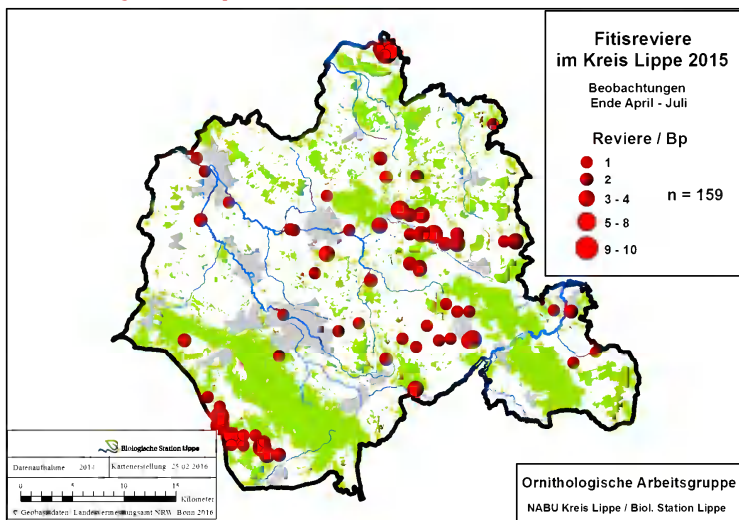 Fitisreviere
im Kreis Lippe 2015
Beobachtungen
Ende April - Juli
Reviere / Bp
1
2
3 - 4
5 - 8
9 - 10
n = 159
Biologische Station Lippe
Datenaufnahme 2014 Kartenerstellung 25 02 2016
0 5 10 14
Kilometer
© Geobasisdaten: Landesvermessungsamt NRW Bonn 2016
Ornithologische Arbeitsgruppe
NABU Kreis Lippe / Biol. Station Lippe